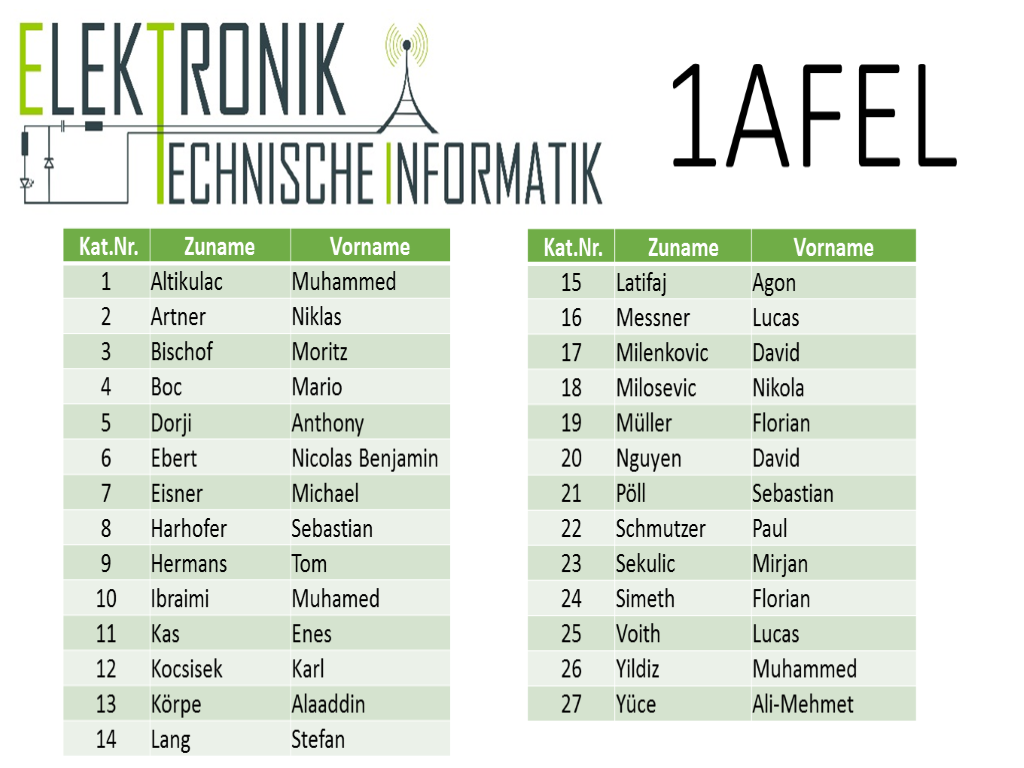 ELEKTRONIK
TECHNISCHE INFORMATIK
1AFEL
Kat.Nr. Zuname Vorname
1 Altikulac Muhammed
2 Artner Niklas
3 Bischof Moritz
4 Boc Mario
5 Dorji Anthony
6 Ebert Nicolas Benjamin
7 Eisner Michael
8 Harhofer Sebastian
9 Hermans Tom
10 Ibraimi Muhamed
11 Kas Enes
12 Kocsisek Karl
13 Körpe Alaaddin
14 Lang Stefan
Kat.Nr. Zuname Vorname
15 Latifaj Agon
16 Messner Lucas
17 Milenkovic David
18 Milosevic Nikola
19 Müller Florian
20 Nguyen David
21 Pöll Sebastian
22 Schmutzer Paul
23 Sekulic Mirjan
24 Simeth Florian
25 Voith Lucas
26 Yildiz Muhammed
27 Yüce Ali-Mehmet